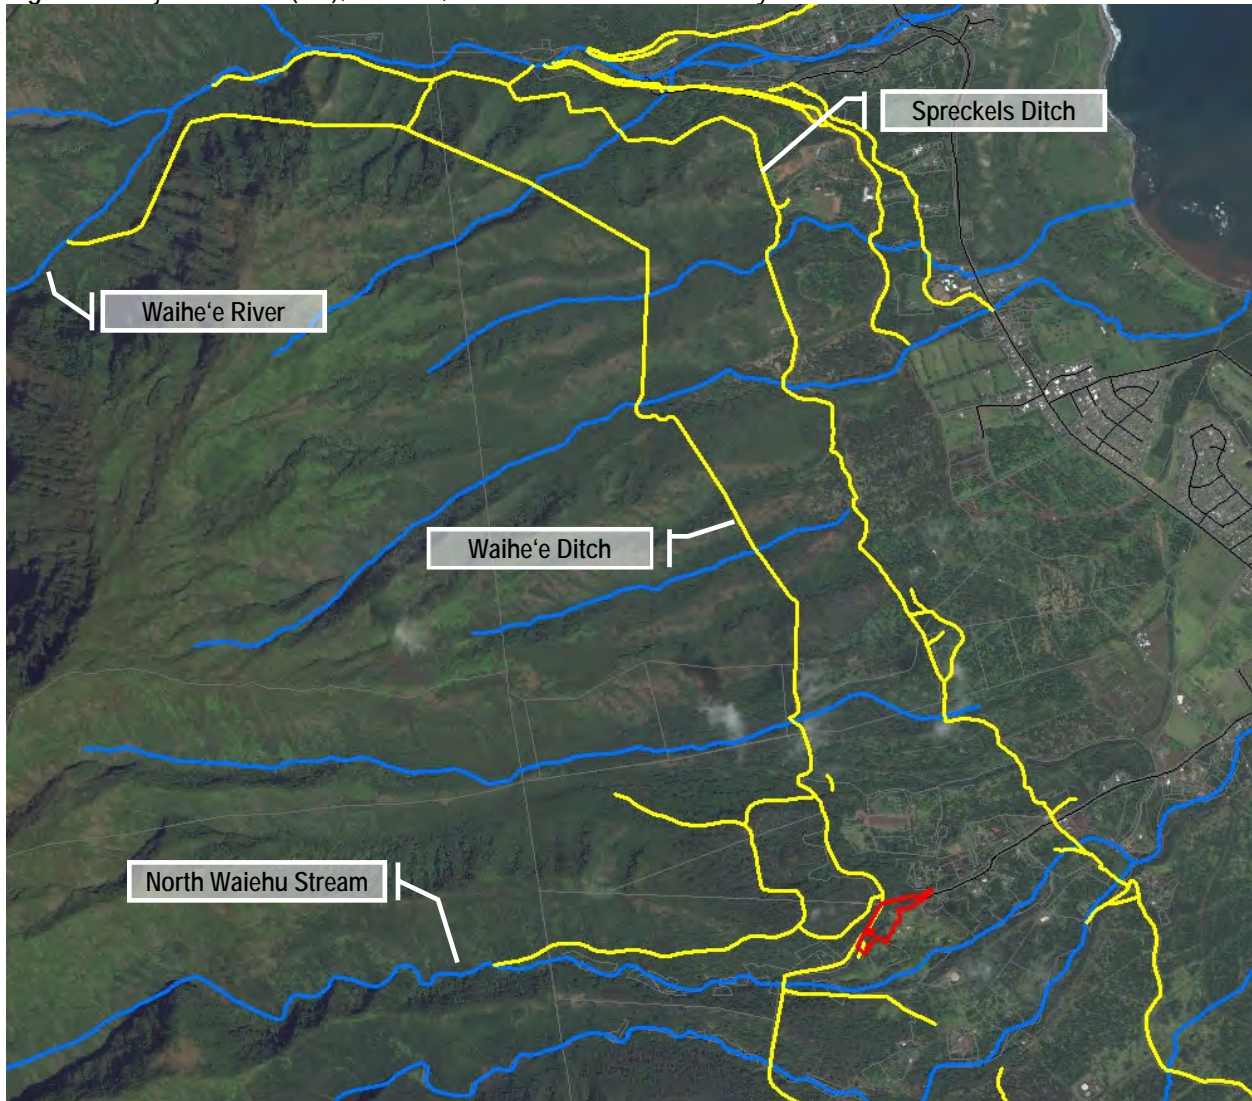 Spreckels Ditch
Waihe‘e River
Waihe‘e Ditch
North Waiehu Stream